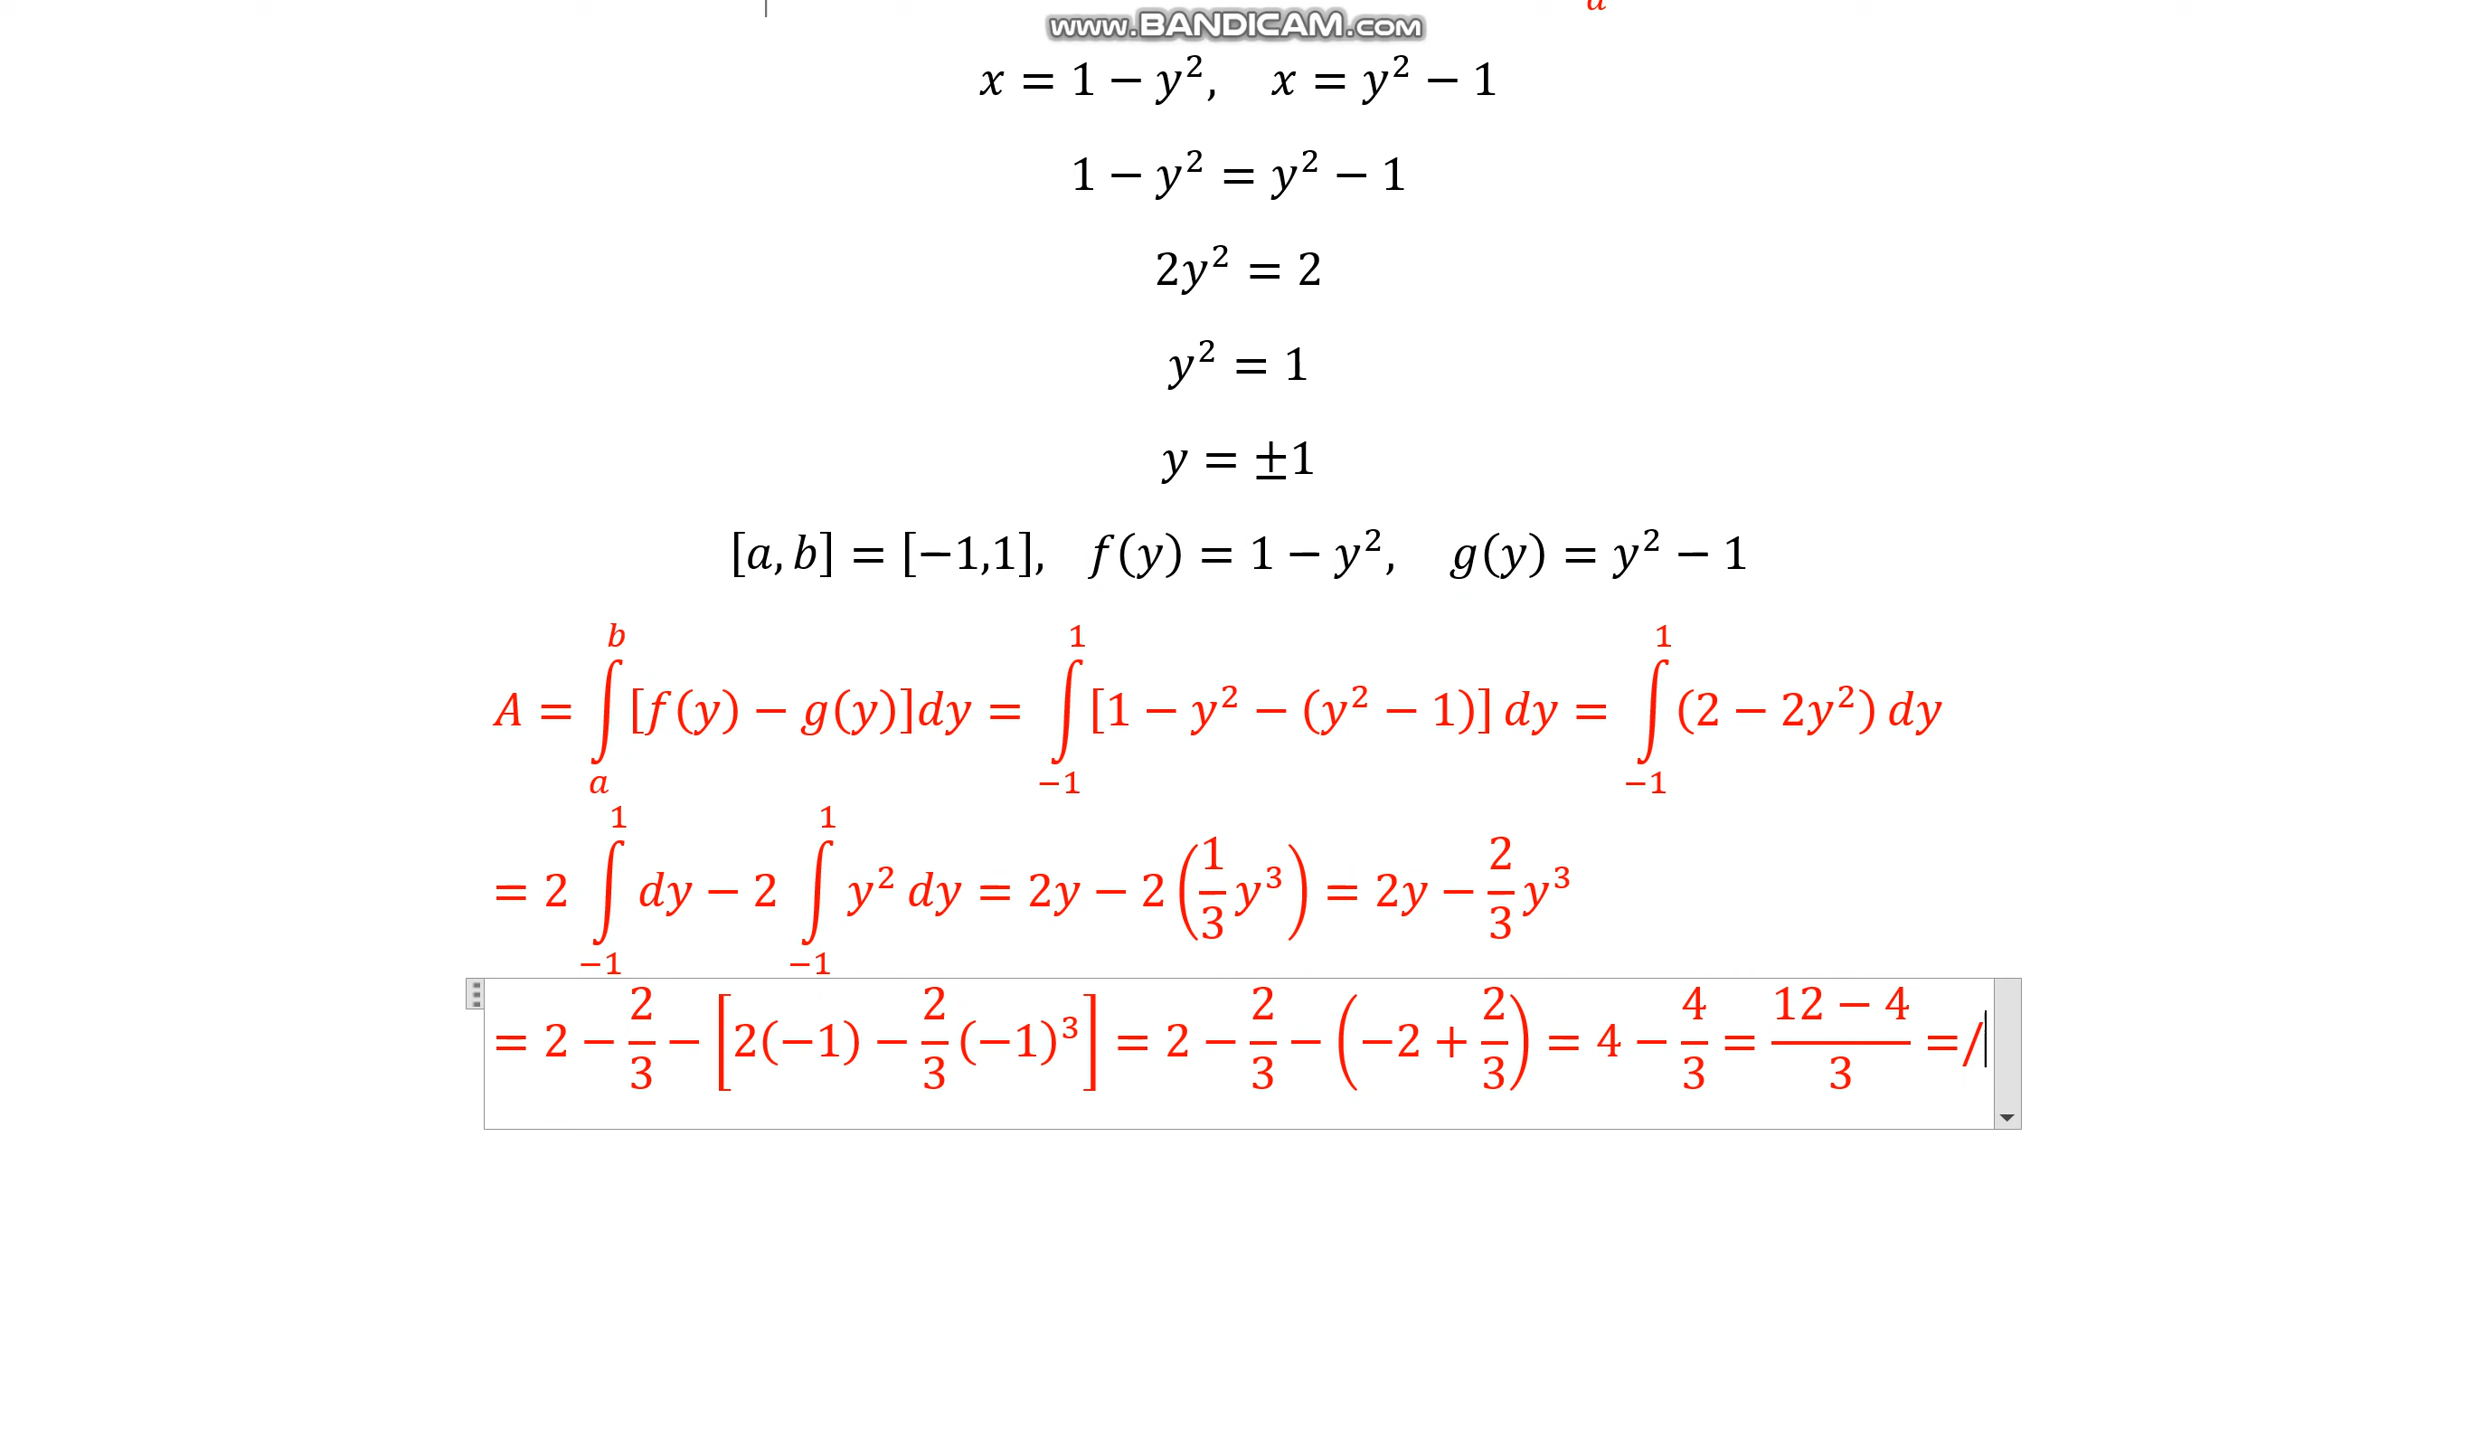 a
www.BANDICAM.com
x = 1 − y², x = y² − 1
1 − y² = y² − 1
2y² = 2
y² = 1
y = ±1
[a, b] = [−1,1], f(y) = 1 − y², g(y) = y² − 1
A = ∫_a^b [f(y) − g(y)]dy = ∫_{−1}^1 [1 − y² − (y² − 1)] dy = ∫_{−1}^1 (2 − 2y²) dy
= 2 ∫_{−1}^1 dy − 2 ∫_{−1}^1 y² dy = 2y − 2(1/3 y³) = 2y − 2/3 y³
= 2 − 2/3 − [2(−1) − 2/3 (−1)³] = 2 − 2/3 − (−2 + 2/3) = 4 − 4/3 = (12 − 4)/3 =/